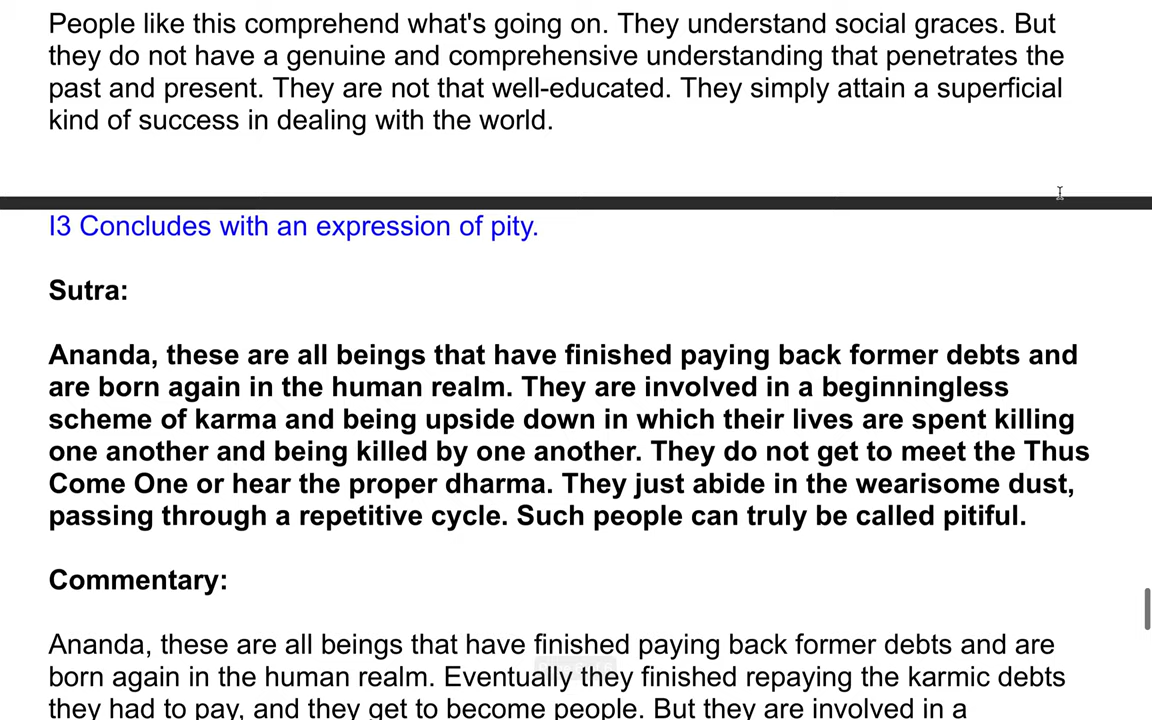 People like this comprehend what's going on. They understand social graces. But
they do not have a genuine and comprehensive understanding that penetrates the
past and present. They are not that well-educated. They simply attain a superficial
kind of success in dealing with the world.
I3 Concludes with an expression of pity.
Sutra:
Ananda, these are all beings that have finished paying back former debts and
are born again in the human realm. They are involved in a beginningless
scheme of karma and being upside down in which their lives are spent killing
one another and being killed by one another. They do not get to meet the Thus
Come One or hear the proper dharma. They just abide in the wearisome dust,
passing through a repetitive cycle. Such people can truly be called pitiful.
Commentary:
Ananda, these are all beings that have finished paying back former debts and are
born again in the human realm. Eventually they finished repaying the karmic debts
they had to pay, and they get to become people. But they are involved in a